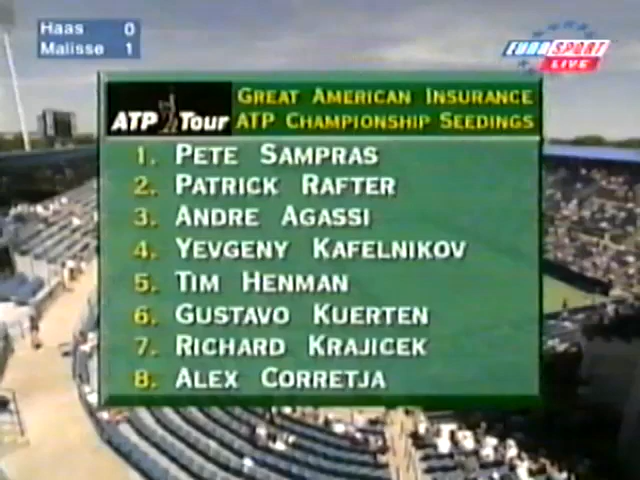 Haas 0
Malisse 1
EUROSPORT
LIVE
ATP Tour
GREAT AMERICAN INSURANCE
ATP CHAMPIONSHIP SEEDINGS
1. PETE SAMPRAS
2. PATRICK RAFTER
3. ANDRE AGASSI
4. YEVGENY KAFELNIKOV
5. TIM HENMAN
6. GUSTAVO KUERTEN
7. RICHARD KRAJICEK
8. ALEX CORRETJA